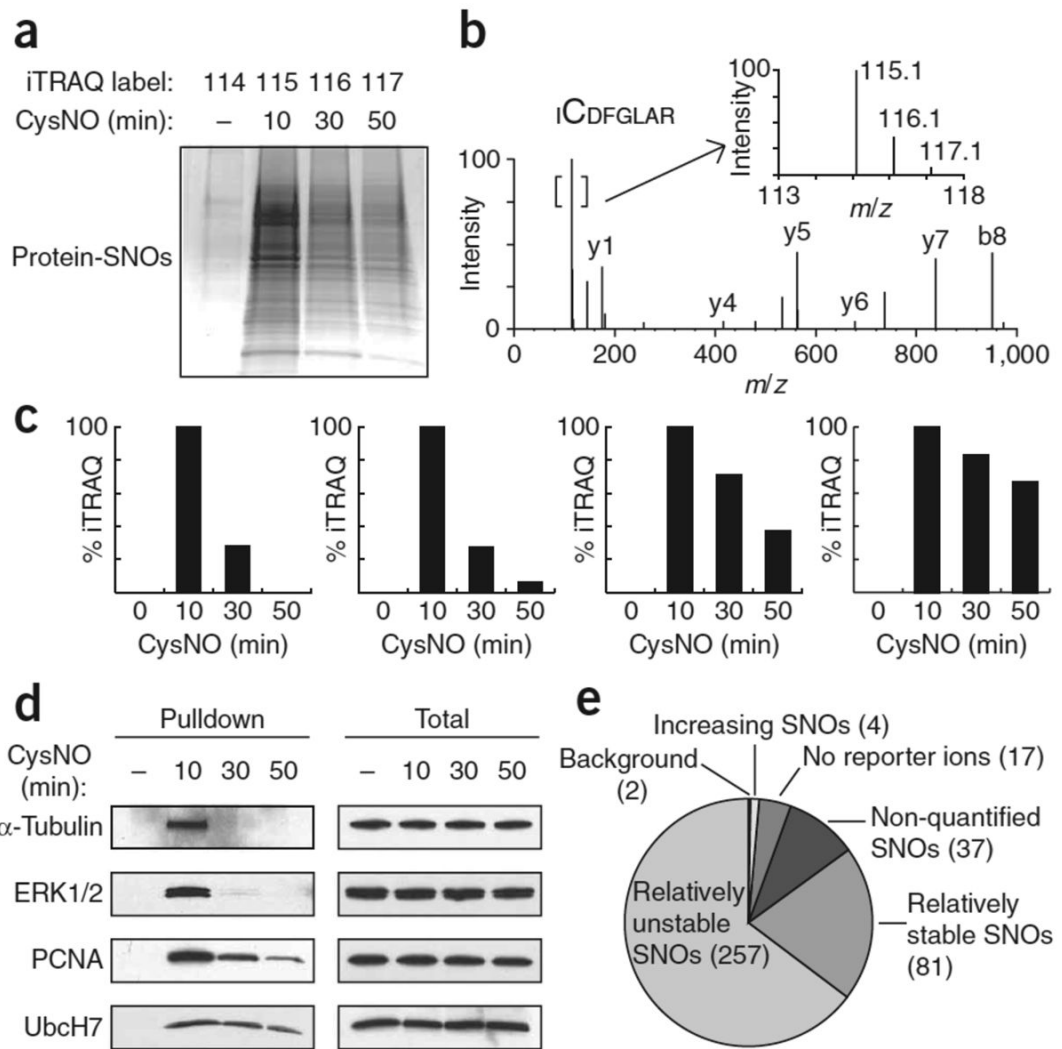 a
iTRAQ label: 114 115 116 117
CysNO (min): – 10 30 50
Protein-SNOs
b
ICDFGLAR
100
Intensity
0
0 200 400 600 800 1,000
m/z
y1
y4
y5
y6
y7
b8
100
Intensity
115.1
116.1
117.1
113 118
m/z
c
100
% iTRAQ
0 10 30 50
CysNO (min)
100
% iTRAQ
0 10 30 50
CysNO (min)
100
% iTRAQ
0 10 30 50
CysNO (min)
100
% iTRAQ
0 10 30 50
CysNO (min)
d
Pulldown Total
CysNO
(min): – 10 30 50 – 10 30 50
α-Tubulin
ERK1/2
PCNA
UbcH7
e
Increasing SNOs (4)
Background
(2)
No reporter ions (17)
Non-quantified
SNOs (37)
Relatively
stable SNOs
(81)
Relatively
unstable
SNOs (257)